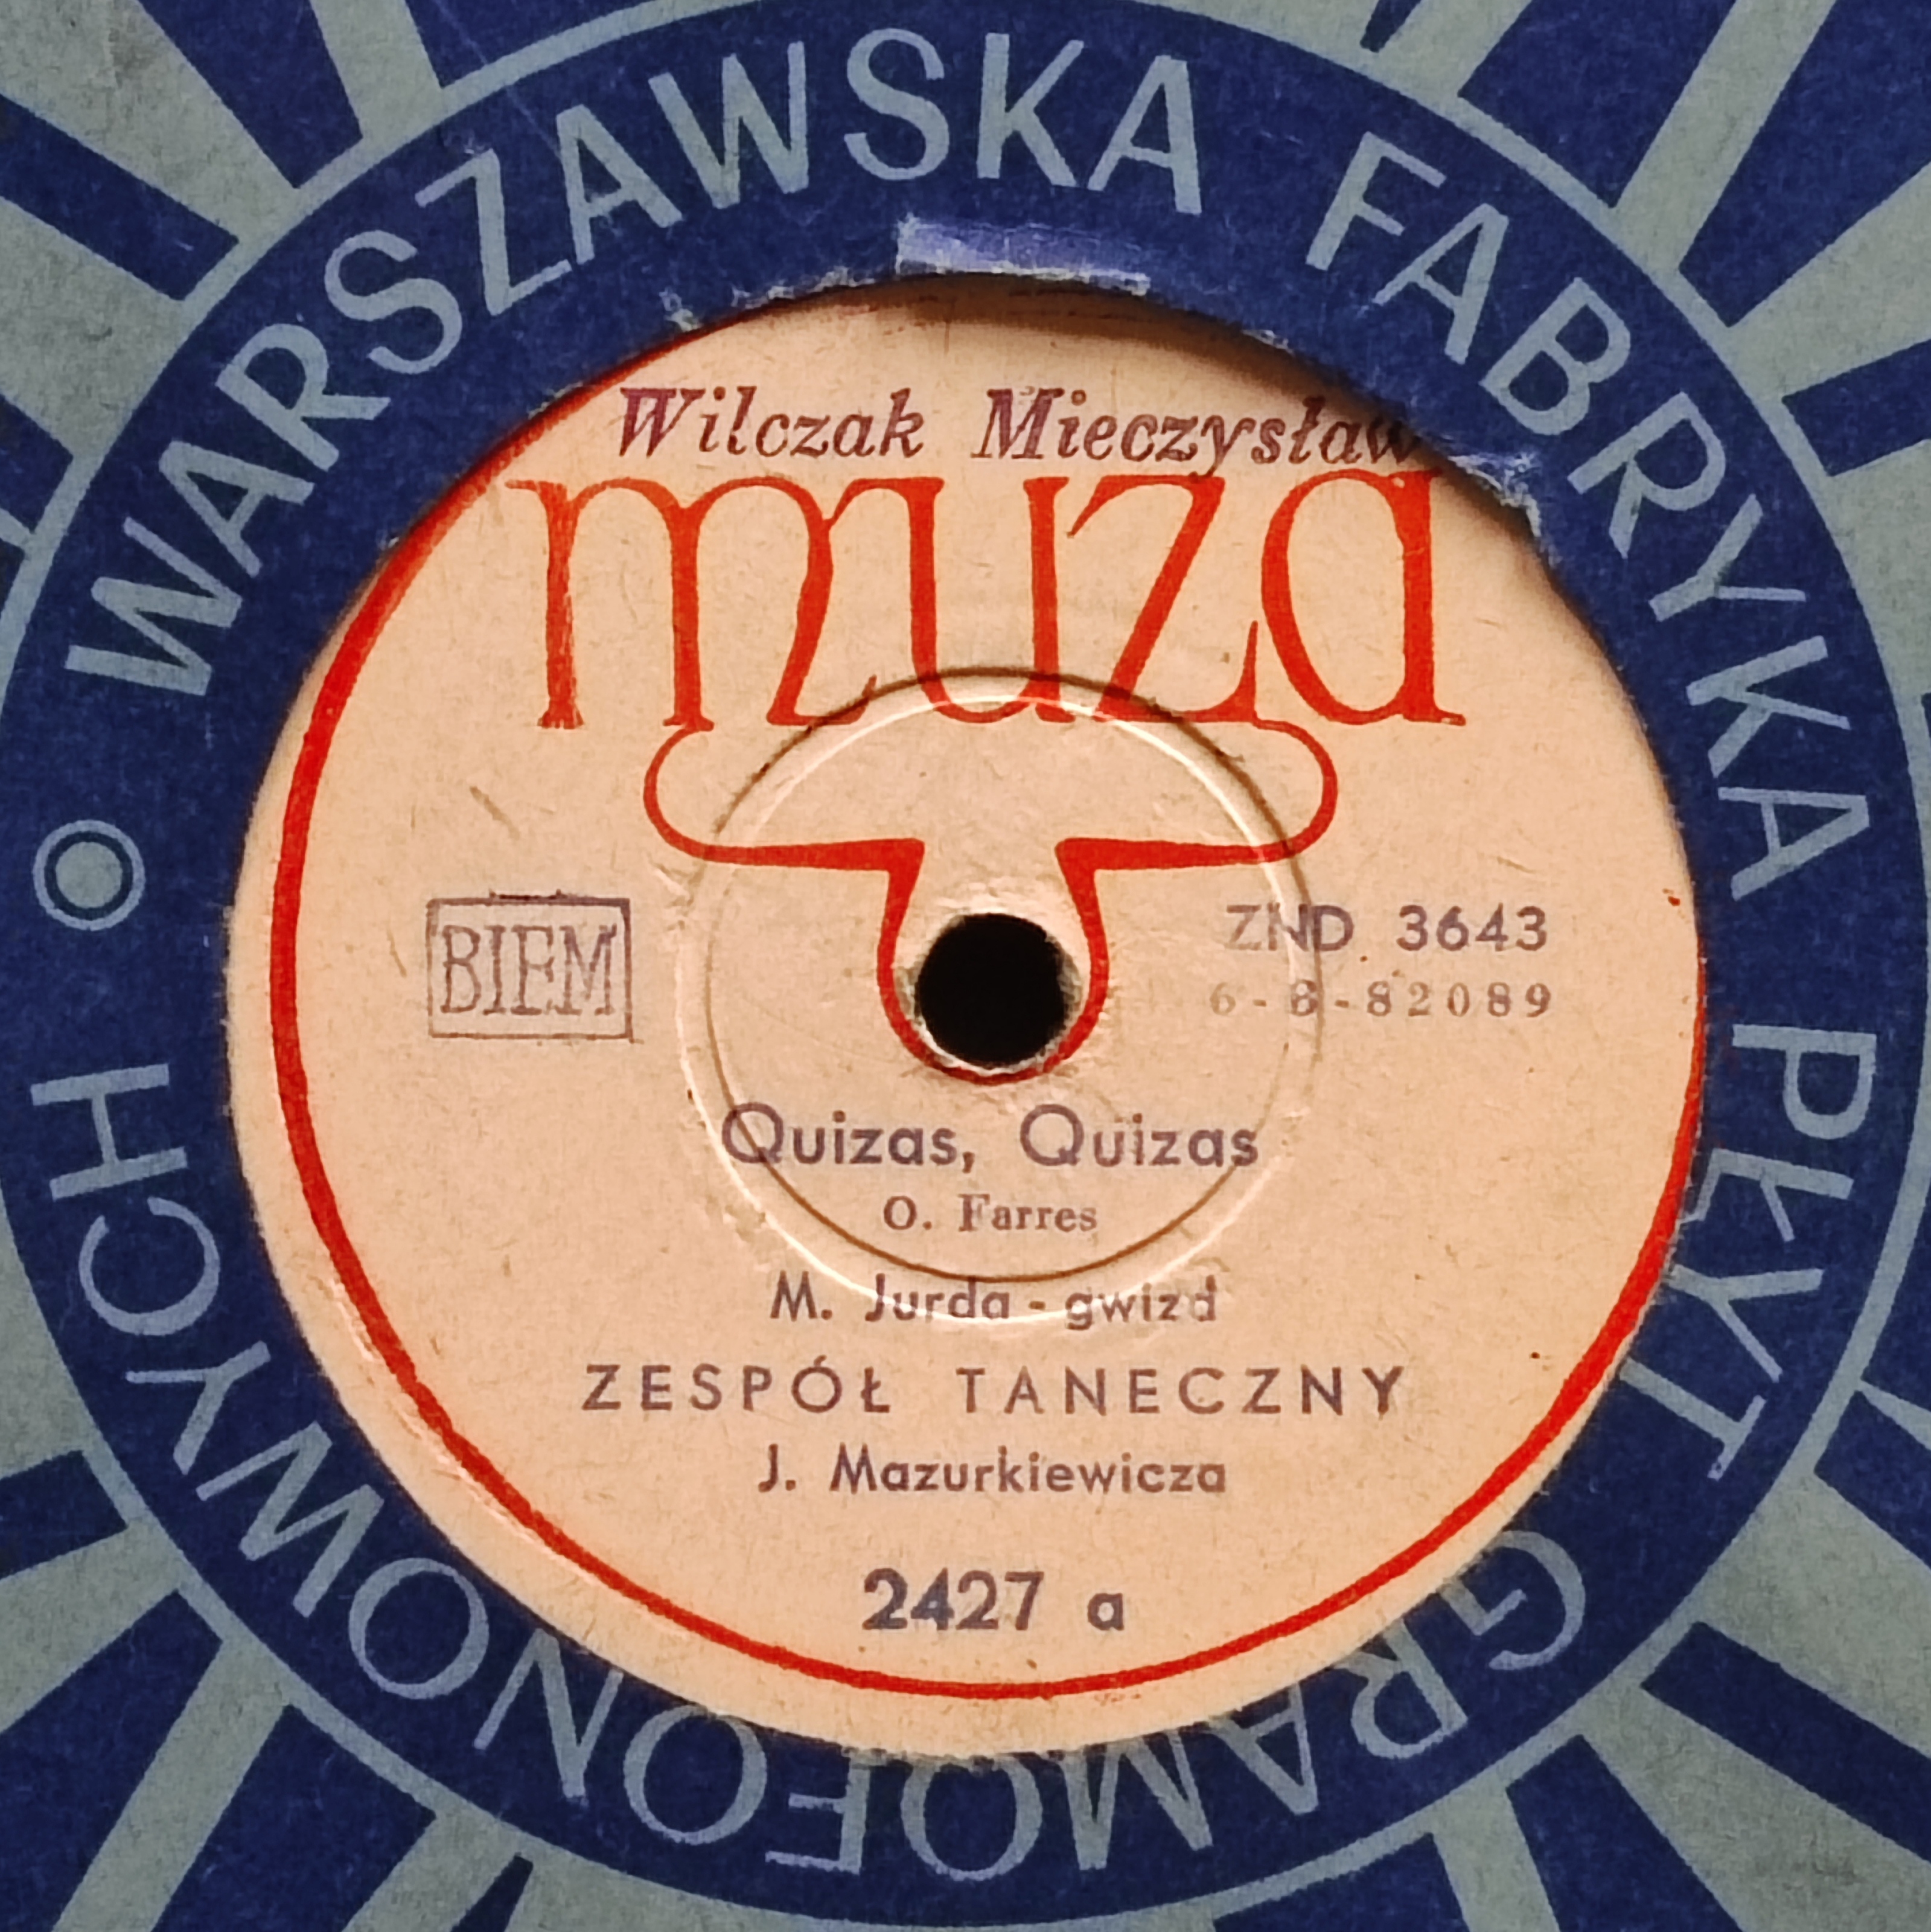 WARSZAWSKA FABRYKA PŁYT GRAMOFONOWYCH
Wilczak Mieczysław
muza
BIEM
ZND 3643
6-6-82089
Quizas, Quizas
O. Farres
M. Jurda - gwizd
ZESPÓŁ TANECZNY
J. Mazurkiewicza
2427 a